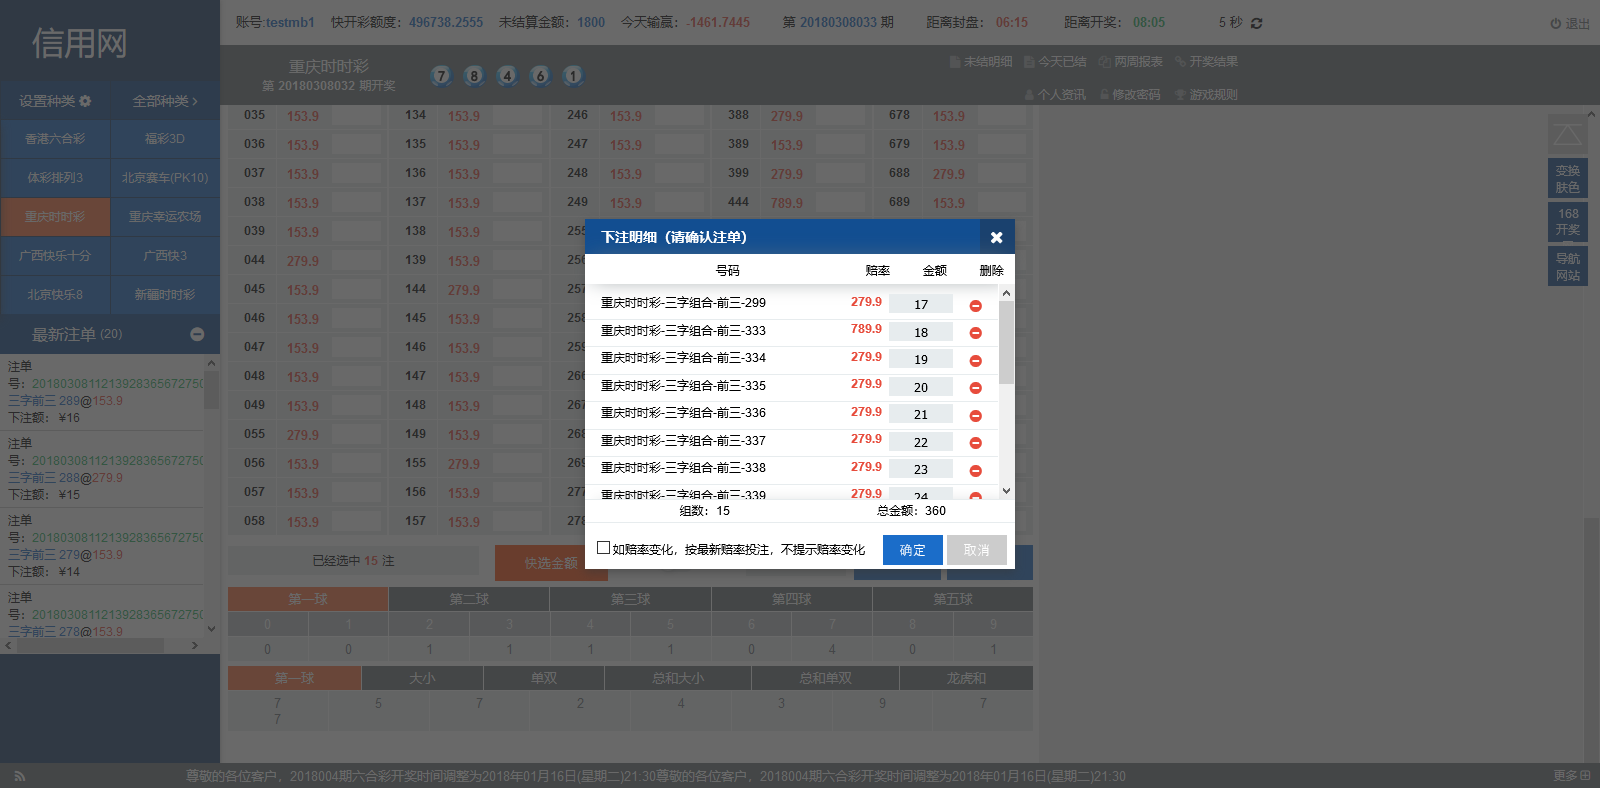 信用网
账号:testmb1 快开彩额度：496738.2555 未结算金额：1800 今天输赢：-1461.7445 第 20180308033 期 距离封盘： 06:15 距离开奖： 08:05 5 秒 退出
重庆时时彩
第 20180308032 期开奖
7 8 4 6 1
未结明细 今天已结 两周报表 开奖结果
个人资讯 修改密码 游戏规则
设置种类 全部种类
香港六合彩 福彩3D
体彩排列3 北京赛车(PK10)
重庆时时彩 重庆幸运农场
广西快乐十分 广西快3
北京快乐8 新疆时时彩
最新注单 (20)
注单
号：2018030811213928365672750
三字前三 289@153.9
下注额： ¥16
注单
号：2018030811213928365672750
三字前三 288@279.9
下注额： ¥15
注单
号：2018030811213928365672750
三字前三 279@153.9
下注额： ¥14
注单
号：2018030811213928365672750
三字前三 278@153.9
035 153.9 134 153.9 246 153.9 388 279.9 678 153.9
036 153.9 135 153.9 247 153.9 389 153.9 679 153.9
037 153.9 136 153.9 248 153.9 399 279.9 688 279.9
038 153.9 137 153.9 249 153.9 444 789.9 689 153.9
039 153.9 138 153.9 255
044 279.9 139 153.9 256
045 153.9 144 279.9 257
046 153.9 145 153.9 258
047 153.9 146 153.9 259
048 153.9 147 153.9 266
049 153.9 148 153.9 267
055 279.9 149 153.9 268
056 153.9 155 279.9 269
057 153.9 156 153.9 277
058 153.9 157 153.9 278
下注明细（请确认注单）
号码 赔率 金额 删除
重庆时时彩-三字组合-前三-299 279.9 17
重庆时时彩-三字组合-前三-333 789.9 18
重庆时时彩-三字组合-前三-334 279.9 19
重庆时时彩-三字组合-前三-335 279.9 20
重庆时时彩-三字组合-前三-336 279.9 21
重庆时时彩-三字组合-前三-337 279.9 22
重庆时时彩-三字组合-前三-338 279.9 23
重庆时时彩-三字组合-前三-339 279.9 24
组数：15 总金额：360
如赔率变化，按最新赔率投注，不提示赔率变化 确定 取消
变换
肤色
168
开奖
导航
网站
已经选中 15 注 快选金额
第一球 第二球 第三球 第四球 第五球
0 1 2 3 4 5 6 7 8 9
0 0 1 1 1 1 0 4 0 1
第一球 大小 单双 总和大小 总和单双 龙虎和
7 5 7 2 4 3 9 7
7
尊敬的各位客户，2018004期六合彩开奖时间调整为2018年01月16日(星期二)21:30尊敬的各位客户，2018004期六合彩开奖时间调整为2018年01月16日(星期二)21:30 更多